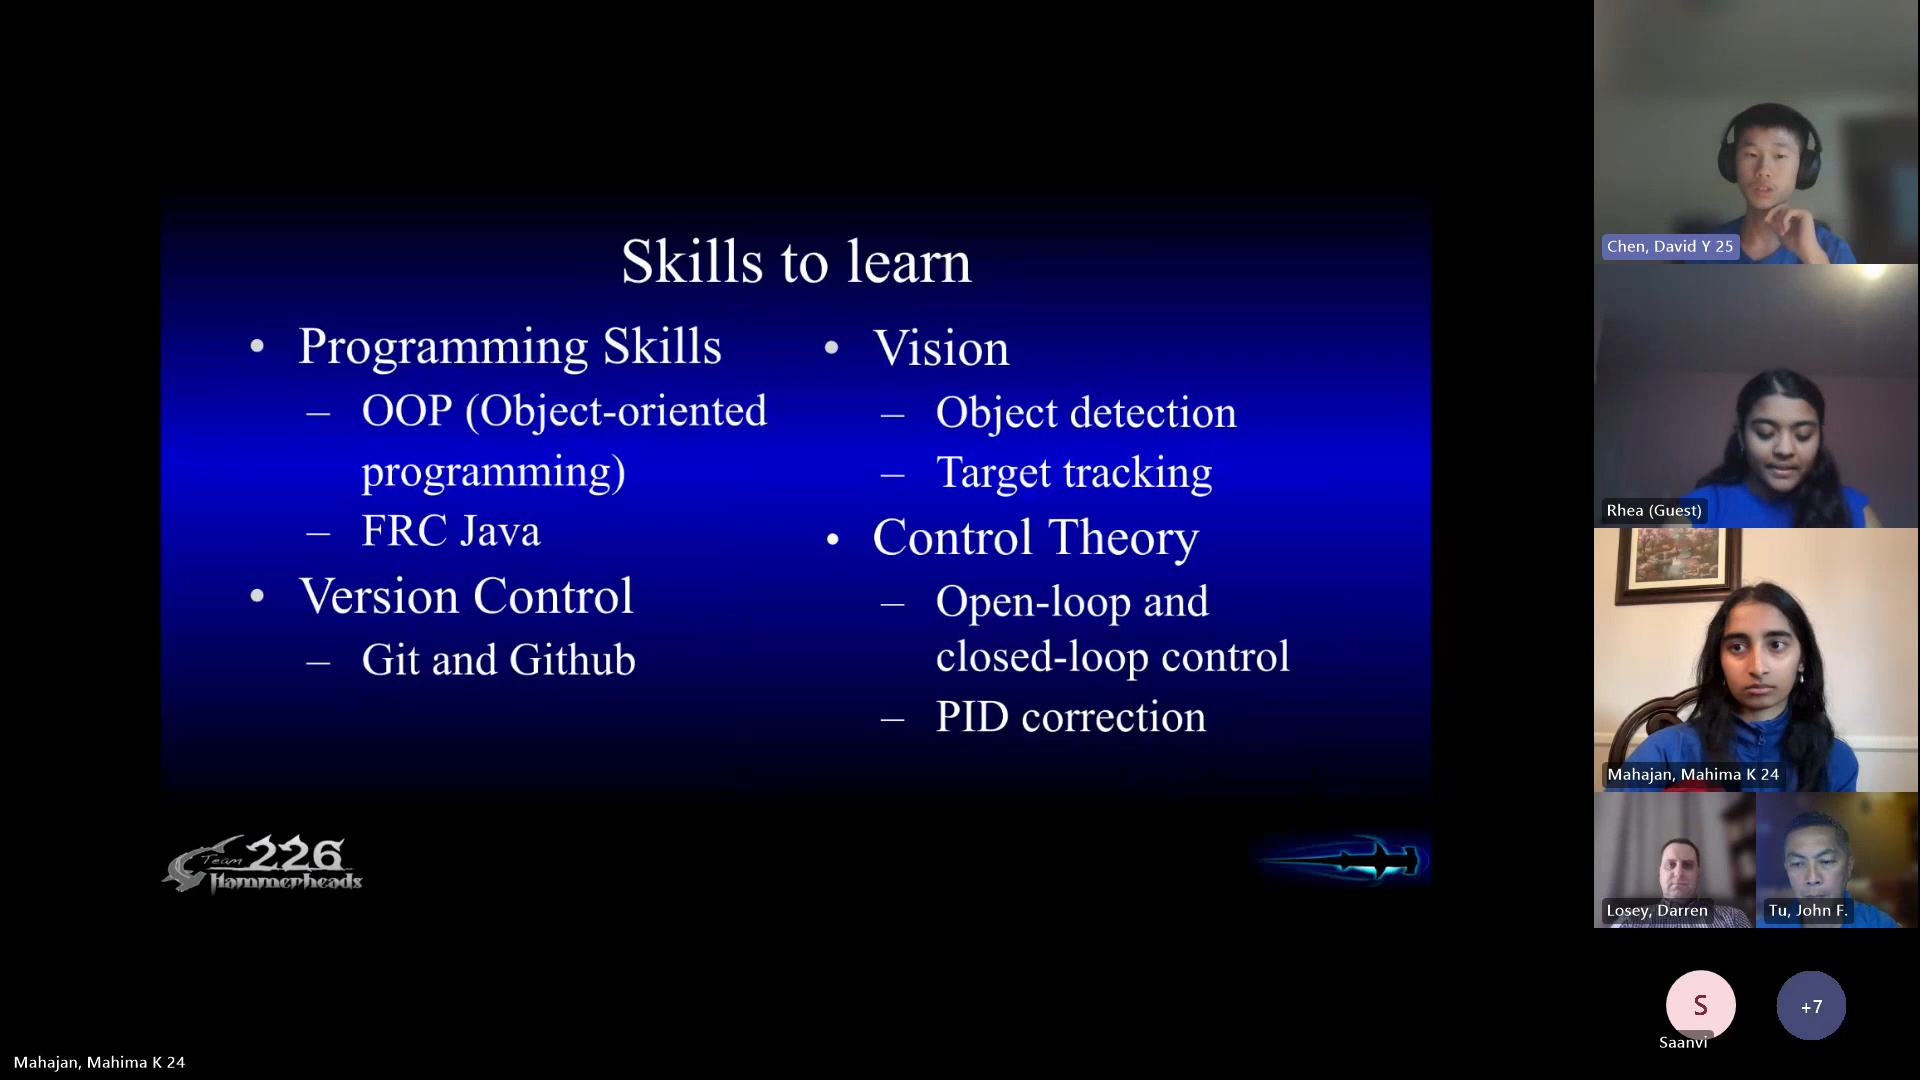 Skills to learn
• Programming Skills
– OOP (Object-oriented
programming)
– FRC Java
• Version Control
– Git and Github
• Vision
– Object detection
– Target tracking
• Control Theory
– Open-loop and
closed-loop control
– PID correction
Team 226
Hammerheads
Chen, David Y 25
Rhea (Guest)
Mahajan, Mahima K 24
Losey, Darren
Tu, John F.
S
+7
Saanvi
Mahajan, Mahima K 24